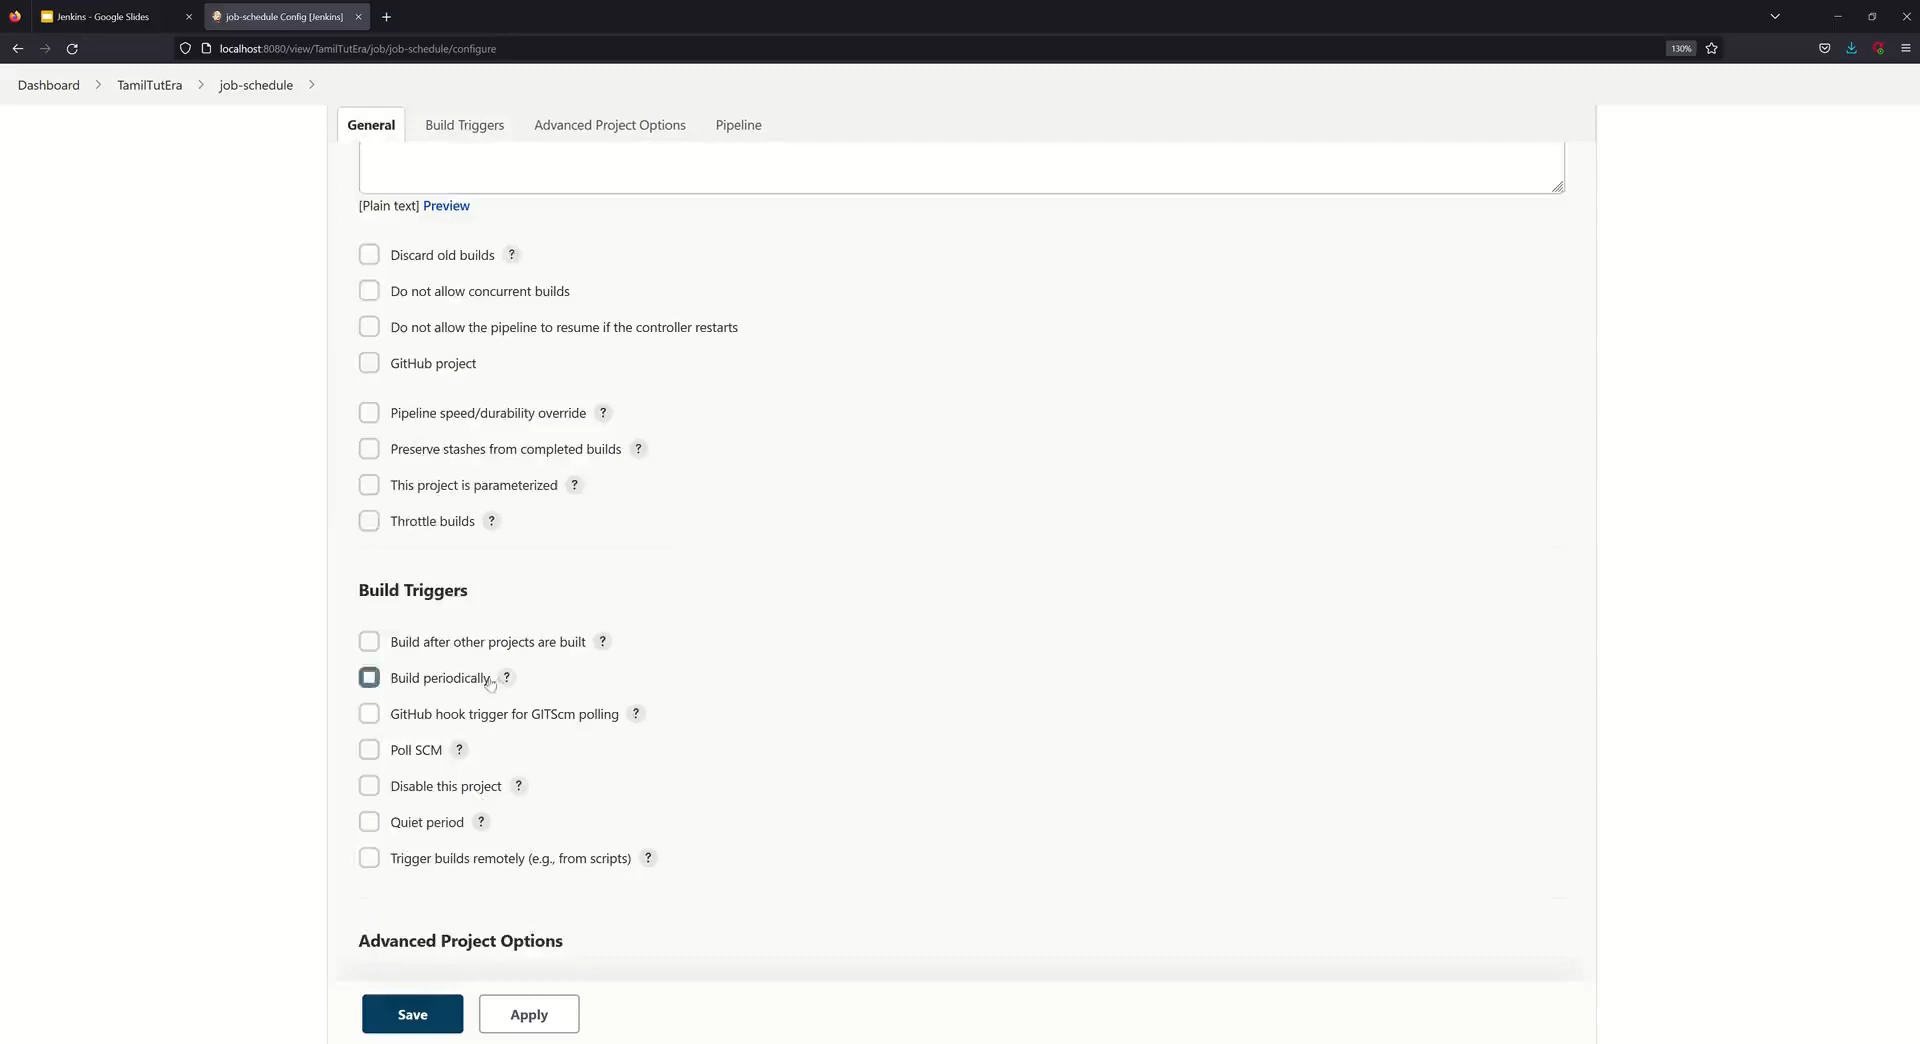 Jenkins - Google Slides
job-schedule Config [Jenkins]
localhost:8080/view/TamilTutEra/job/job-schedule/configure
130%
Dashboard > TamilTutEra > job-schedule >
General Build Triggers Advanced Project Options Pipeline
[Plain text] Preview
Discard old builds ?
Do not allow concurrent builds
Do not allow the pipeline to resume if the controller restarts
GitHub project
Pipeline speed/durability override ?
Preserve stashes from completed builds ?
This project is parameterized ?
Throttle builds ?
Build Triggers
Build after other projects are built ?
Build periodically ?
GitHub hook trigger for GITScm polling ?
Poll SCM ?
Disable this project ?
Quiet period ?
Trigger builds remotely (e.g., from scripts) ?
Advanced Project Options
Save Apply